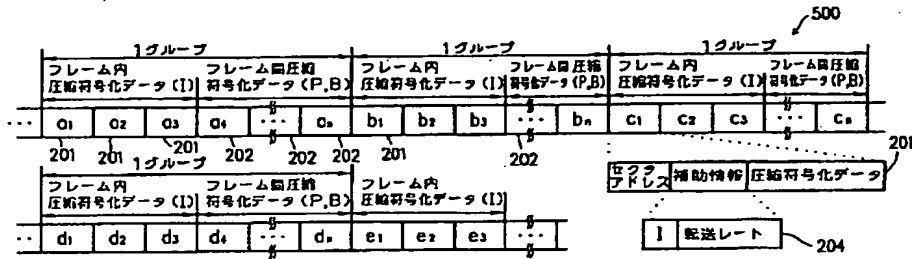 500
1グループ 1グループ 1グループ
フレーム内 フレーム間圧縮 フレーム内 フレーム間圧縮 フレーム内 フレーム間圧縮
圧縮符号化データ(I) 符号化データ(P,B) 圧縮符号化データ(I) 符号化データ(P,B) 圧縮符号化データ(I) 符号化データ(P,B)
… a1 a2 a3 a4 … an b1 b2 b3 … bn c1 c2 c3 … cn
201 201 201 202 202 202 201 202
1グループ
セクタアドレス 補助情報 圧縮符号化データ 201
フレーム内 フレーム間圧縮 フレーム内
圧縮符号化データ(I) 符号化データ(P,B) 圧縮符号化データ(I)
… d1 d2 d3 d4 … dn e1 e2 e3
I 転送レート 204